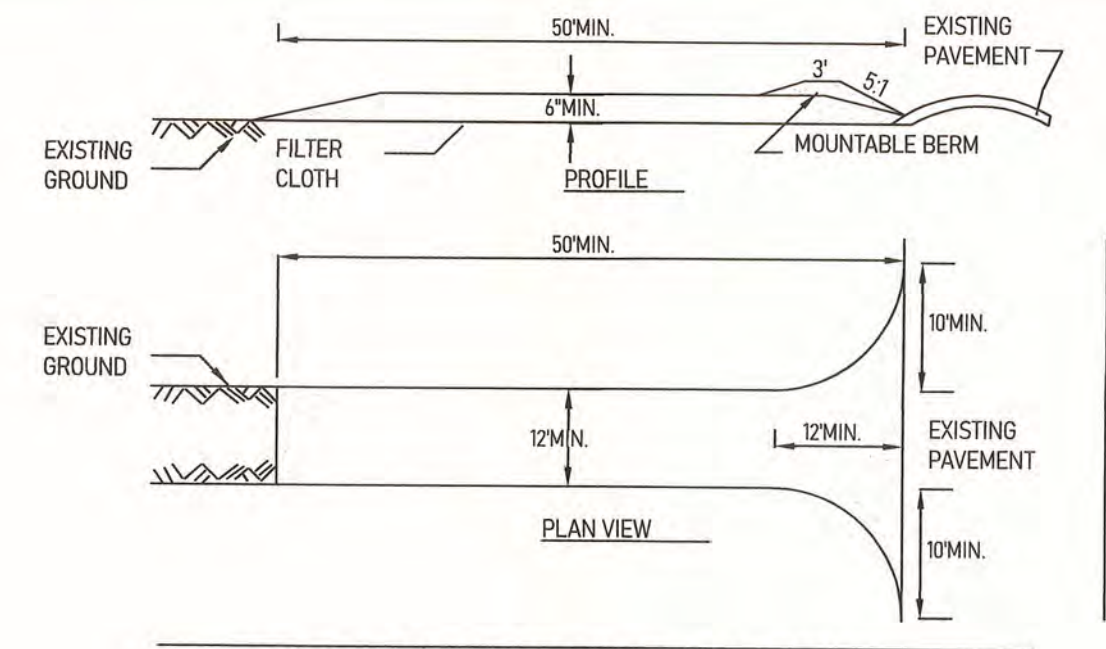 50'MIN.
EXISTING
PAVEMENT
3'
5:1
6"MIN.
EXISTING
GROUND
FILTER
CLOTH
PROFILE
MOUNTABLE BERM
50'MIN.
EXISTING
GROUND
10'MIN.
12'MIN.
12'MIN.
EXISTING
PAVEMENT
PLAN VIEW
10'MIN.